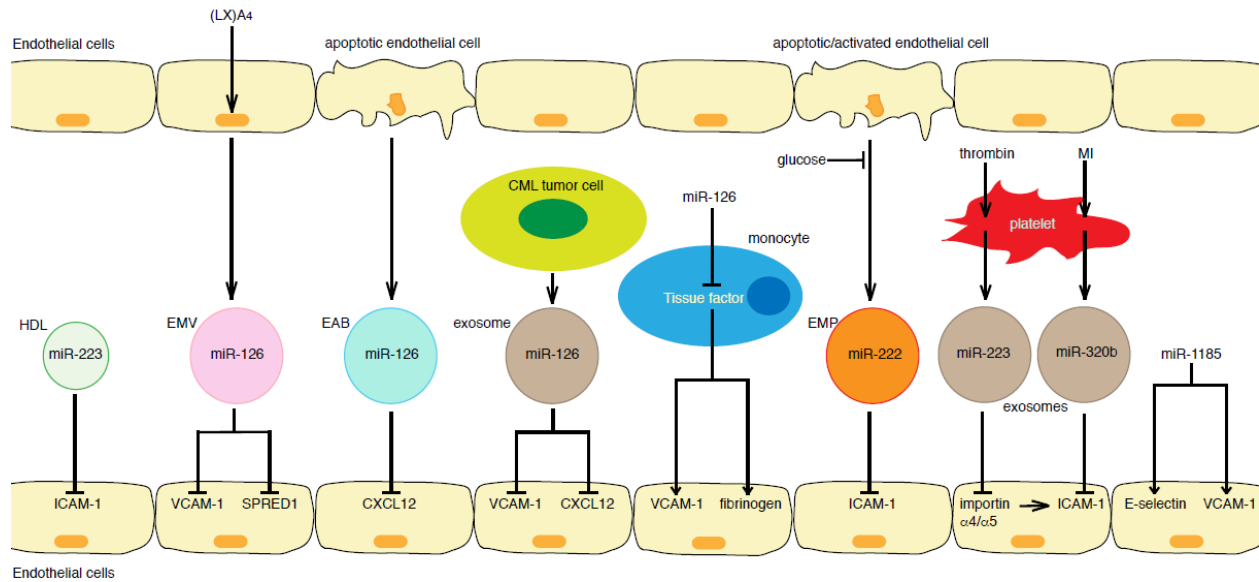 (LX)A4
Endothelial cells
apoptotic endothelial cell
apoptotic/activated endothelial cell
glucose
thrombin
MI
CML tumor cell
miR-126
platelet
monocyte
Tissue factor
HDL
EMV
EAB
exosome
EMP
miR-223
miR-126
miR-126
miR-126
miR-222
miR-223
miR-320b
miR-1185
exosomes
ICAM-1
VCAM-1
SPRED1
CXCL12
VCAM-1
CXCL12
VCAM-1
fibrinogen
ICAM-1
importin
α4/α5
ICAM-1
E-selectin
VCAM-1
Endothelial cells